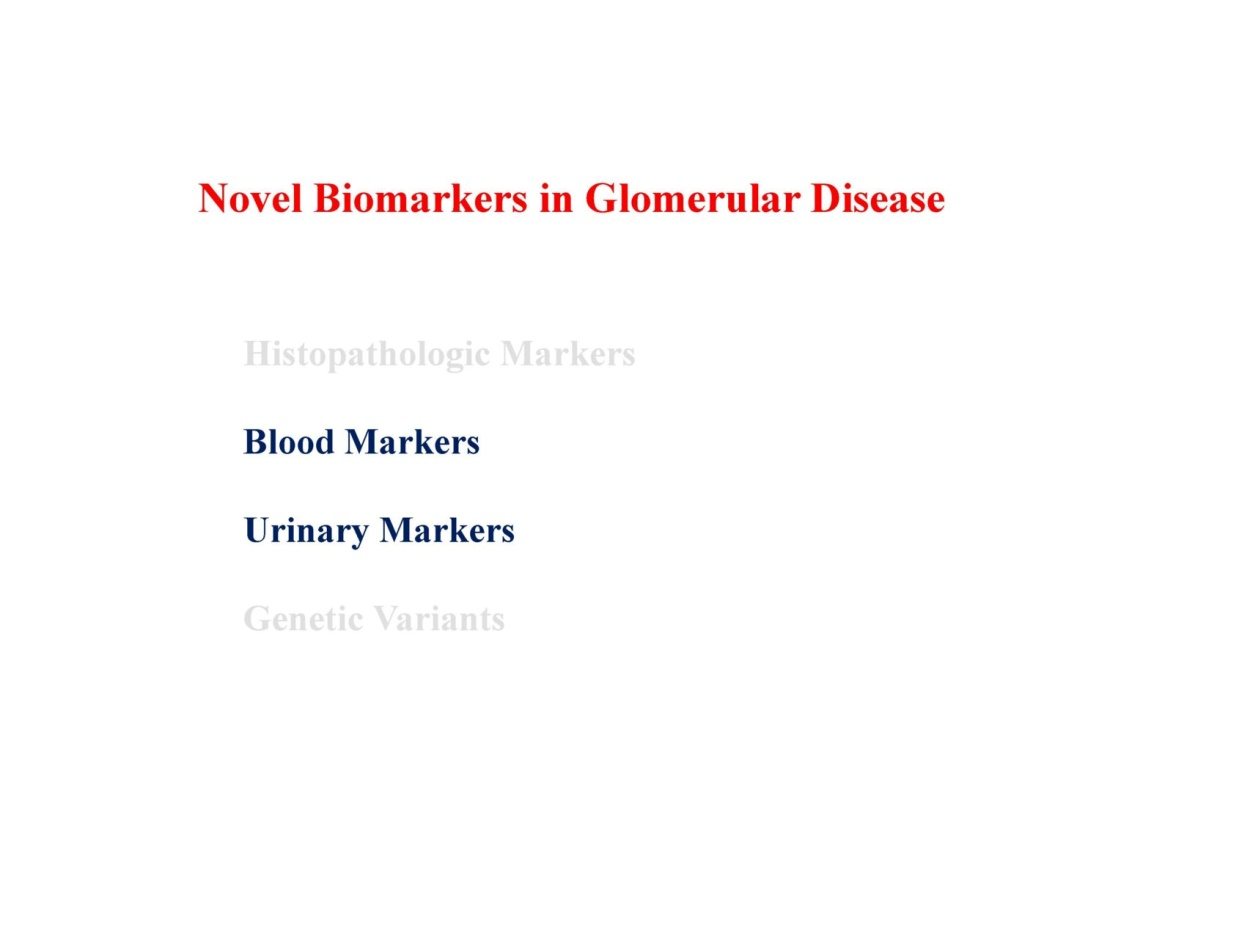 Novel Biomarkers in Glomerular Disease
Histopathologic Markers
Blood Markers
Urinary Markers
Genetic Variants